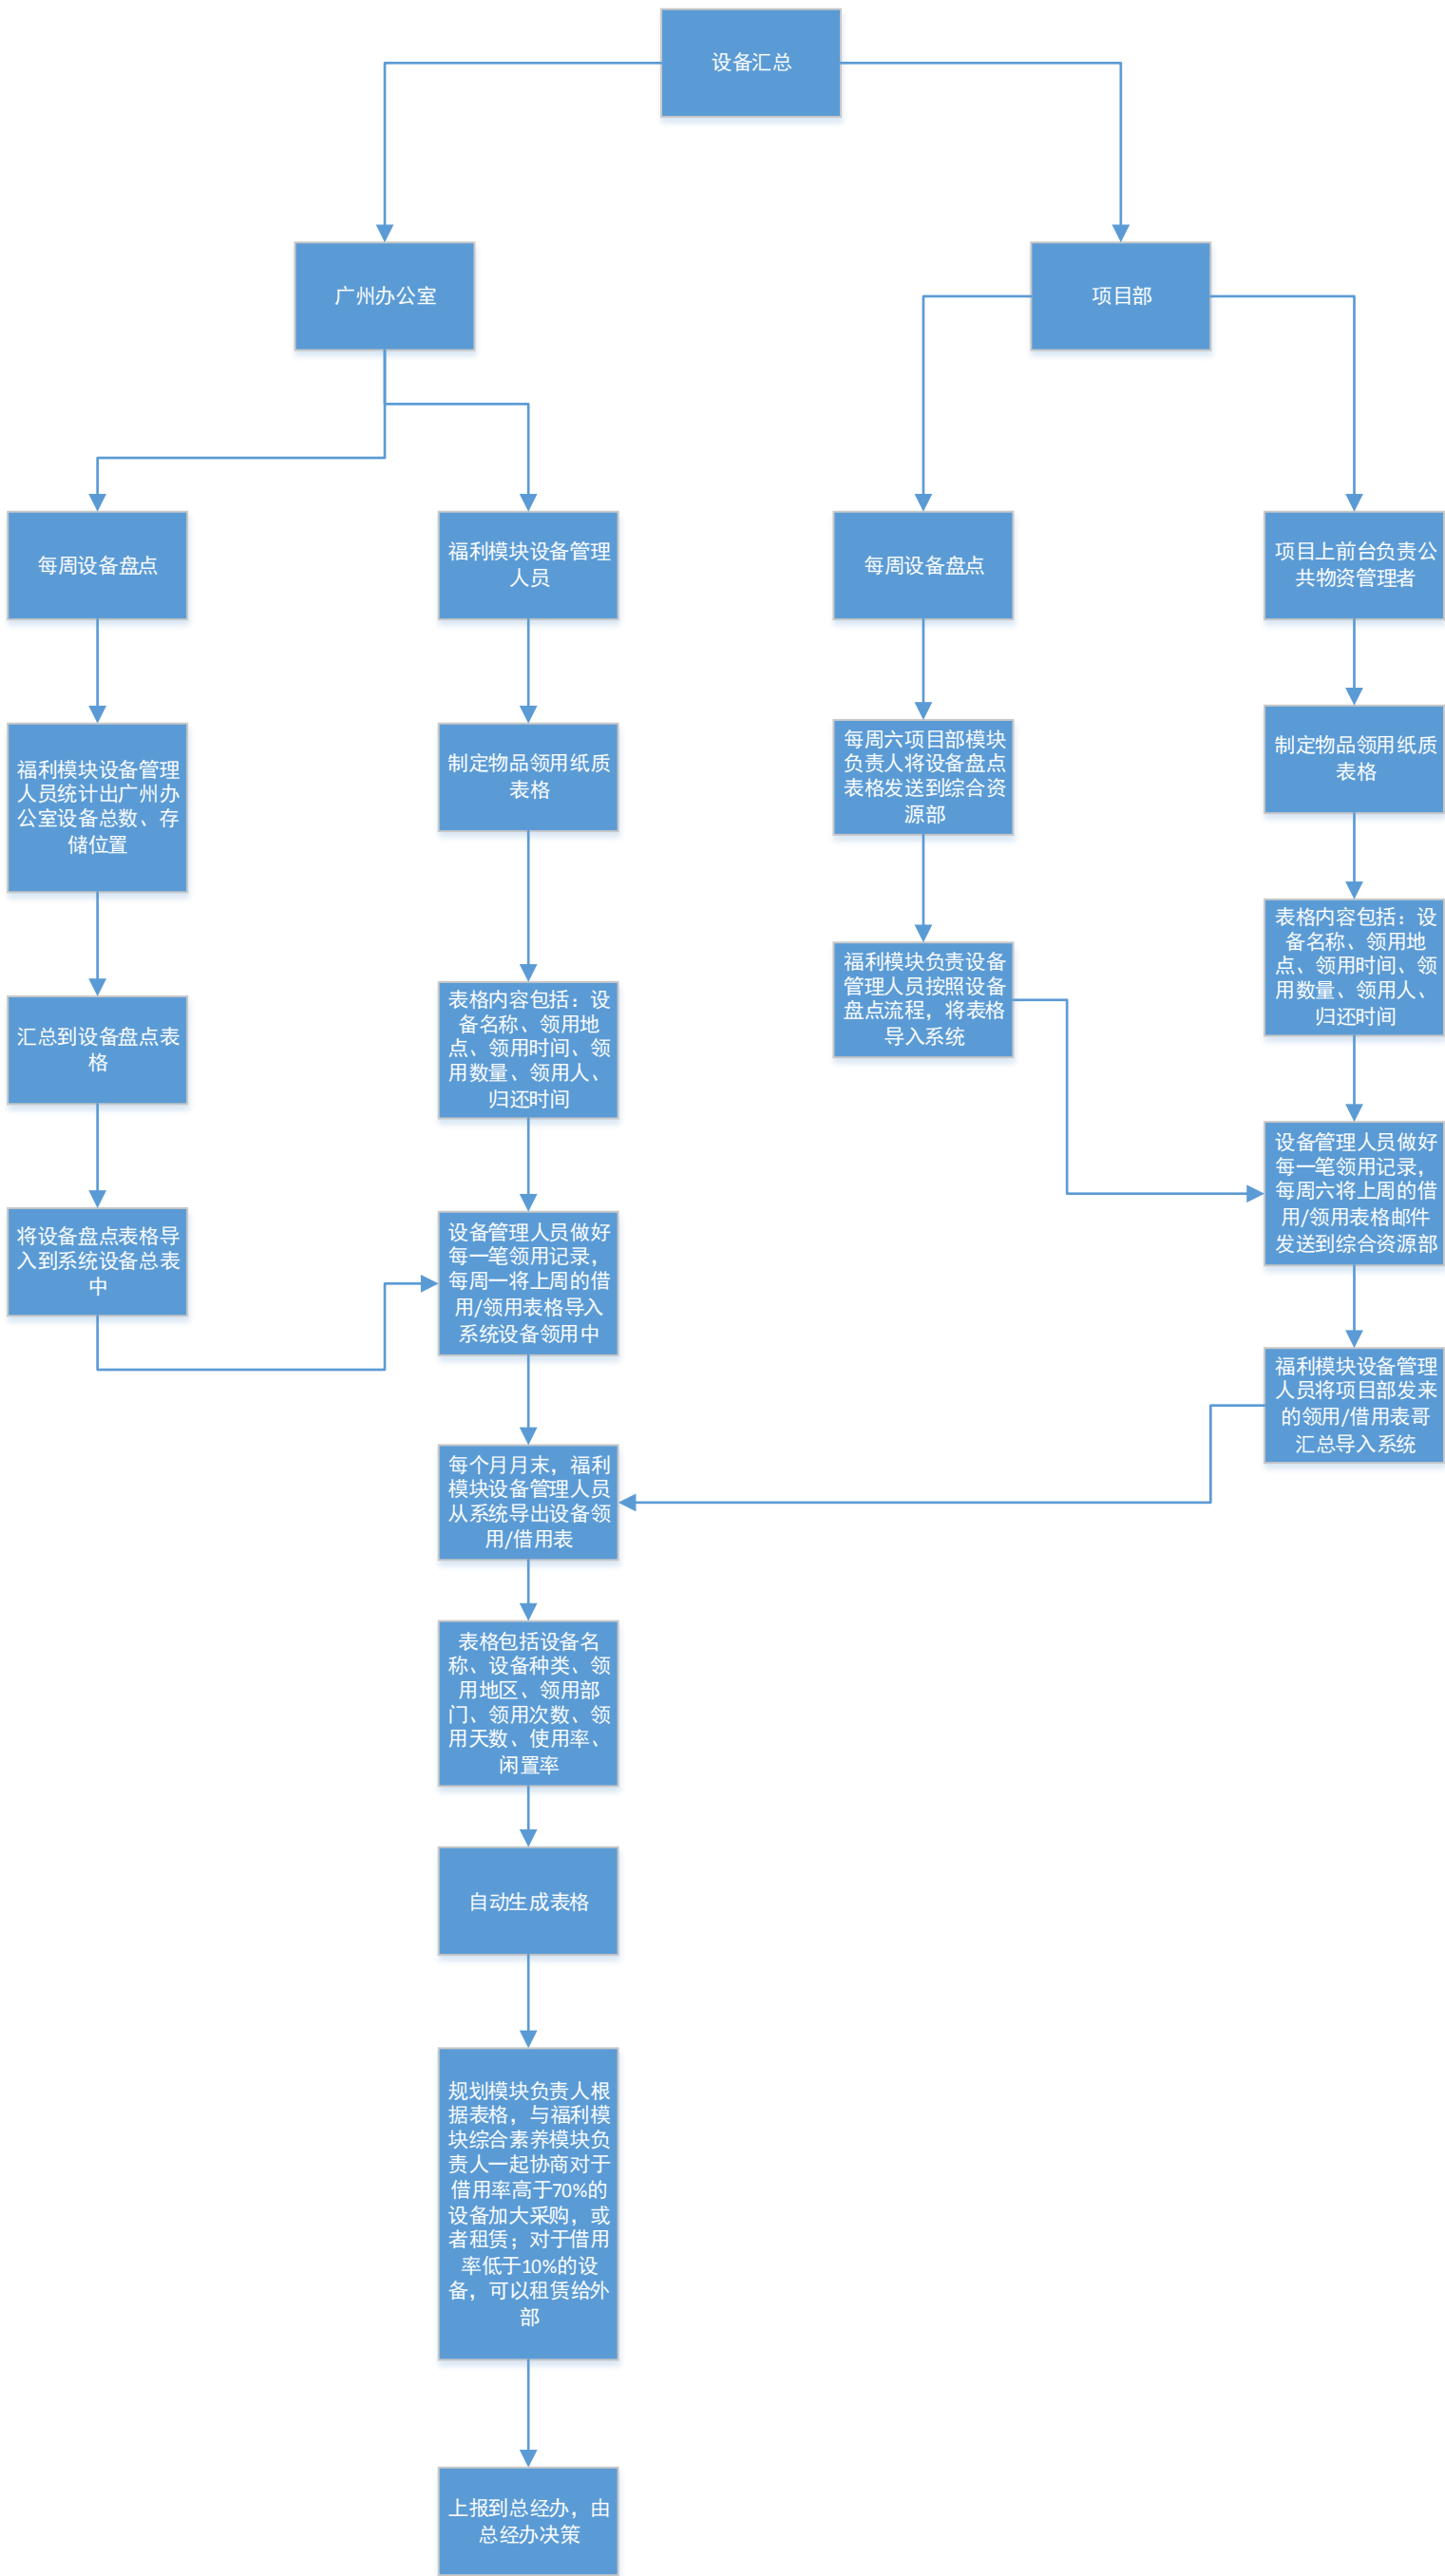 设备汇总
广州办公室
项目部
每周设备盘点
福利模块设备管理
人员
每周设备盘点
项目上前台负责公
共物资管理者
福利模块设备管理
人员统计出广州办
公室设备总数、存
储位置
制定物品领用纸质
表格
每周六项目部模块
负责人将设备盘点
表格发送到综合资
源部
制定物品领用纸质
表格
汇总到设备盘点表
格
表格内容包括：设
备名称、领用地
点、领用时间、领
用数量、领用人、
归还时间
福利模块负责设备
管理人员按照设备
盘点流程，将表格
导入系统
表格内容包括：设
备名称、领用地
点、领用时间、领
用数量、领用人、
归还时间
将设备盘点表格导
入到系统设备总表
中
设备管理人员做好
每一笔领用记录，
每周一将上周的借
用/领用表格导入
系统设备领用中
设备管理人员做好
每一笔领用记录，
每周六将上周的借
用/领用表格邮件
发送到综合资源部
福利模块设备管理
人员将项目部发来
的领用/借用表哥
汇总导入系统
每个月月末，福利
模块设备管理人员
从系统导出设备领
用/借用表
表格包括设备名
称、设备种类、领
用地区、领用部
门、领用次数、领
用天数、使用率、
闲置率
自动生成表格
规划模块负责人根
据表格，与福利模
块综合素养模块负
责人一起协商对于
借用率高于70%的
设备加大采购，或
者租赁；对于借用
率低于10%的设
备，可以租赁给外
部
上报到总经办，由
总经办决策